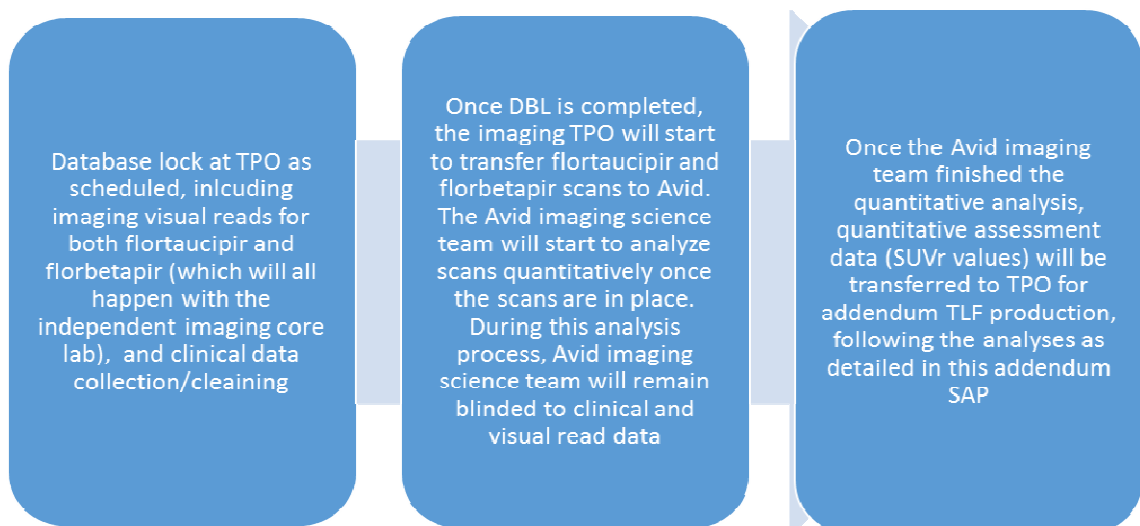 Database lock at TPO as
scheduled, inlcuding
imaging visual reads for
both flortaucipir and
florbetapir (which will all
happen with the
independent imaging core
lab), and clinical data
collection/cleaining
Once DBL is completed,
the imaging TPO will start
to transfer flortaucipir and
florbetapir scans to Avid.
The Avid imaging science
team will start to analyze
scans quantitatively once
the scans are in place.
During this analysis
process, Avid imaging
science team will remain
blinded to clinical and
visual read data
Once the Avid imaging
team finished the
quantitative analysis,
quantitative assessment
data (SUVr values) will be
transferred to TPO for
addendum TLF production,
following the analyses as
detailed in this addendum
SAP